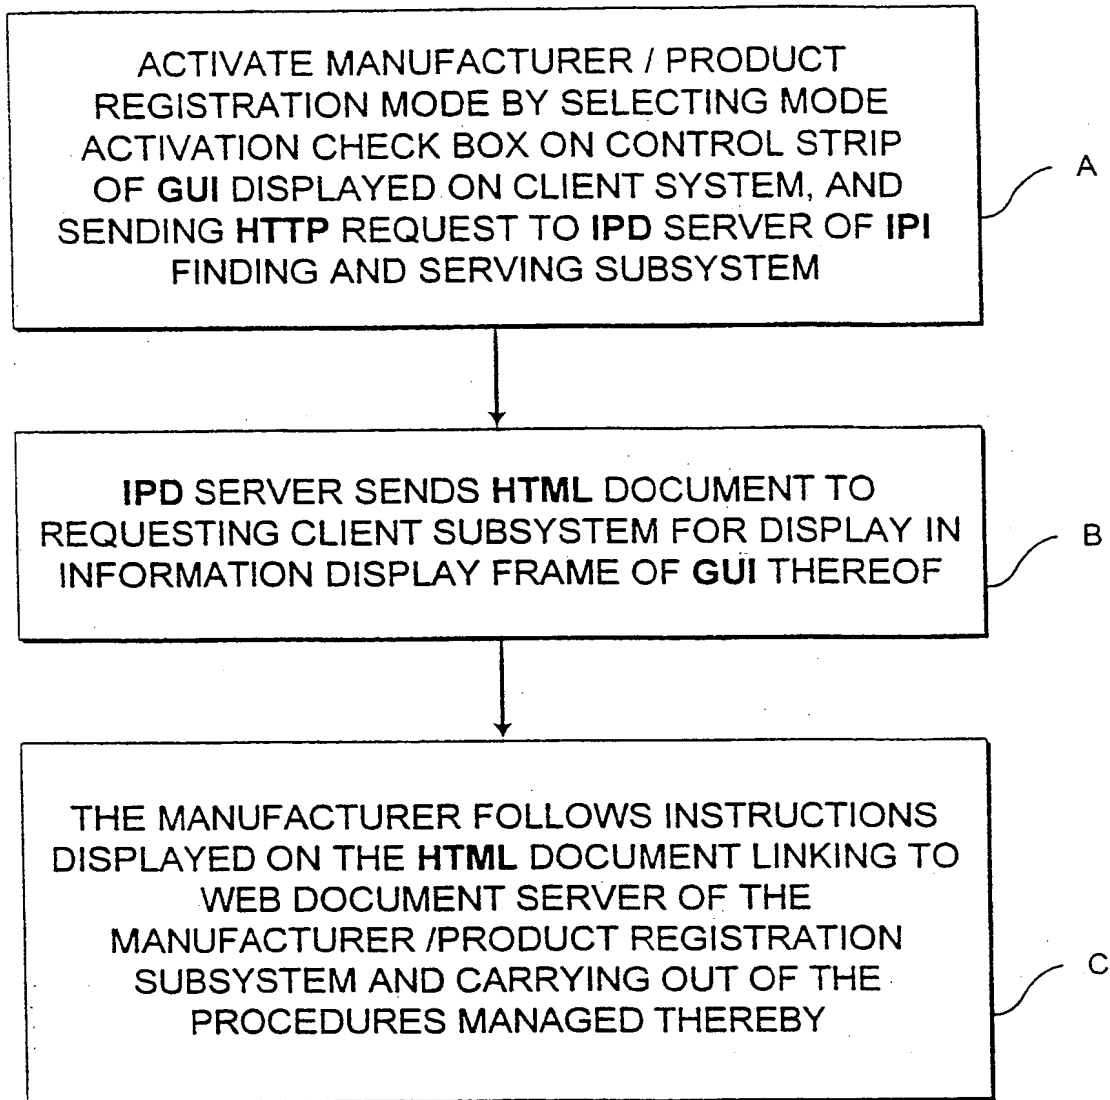 ACTIVATE MANUFACTURER / PRODUCT
REGISTRATION MODE BY SELECTING MODE
ACTIVATION CHECK BOX ON CONTROL STRIP
OF GUI DISPLAYED ON CLIENT SYSTEM, AND
SENDING HTTP REQUEST TO IPD SERVER OF IPI
FINDING AND SERVING SUBSYSTEM
A
IPD SERVER SENDS HTML DOCUMENT TO
REQUESTING CLIENT SUBSYSTEM FOR DISPLAY IN
INFORMATION DISPLAY FRAME OF GUI THEREOF
B
THE MANUFACTURER FOLLOWS INSTRUCTIONS
DISPLAYED ON THE HTML DOCUMENT LINKING TO
WEB DOCUMENT SERVER OF THE
MANUFACTURER /PRODUCT REGISTRATION
SUBSYSTEM AND CARRYING OUT OF THE
PROCEDURES MANAGED THEREBY
C